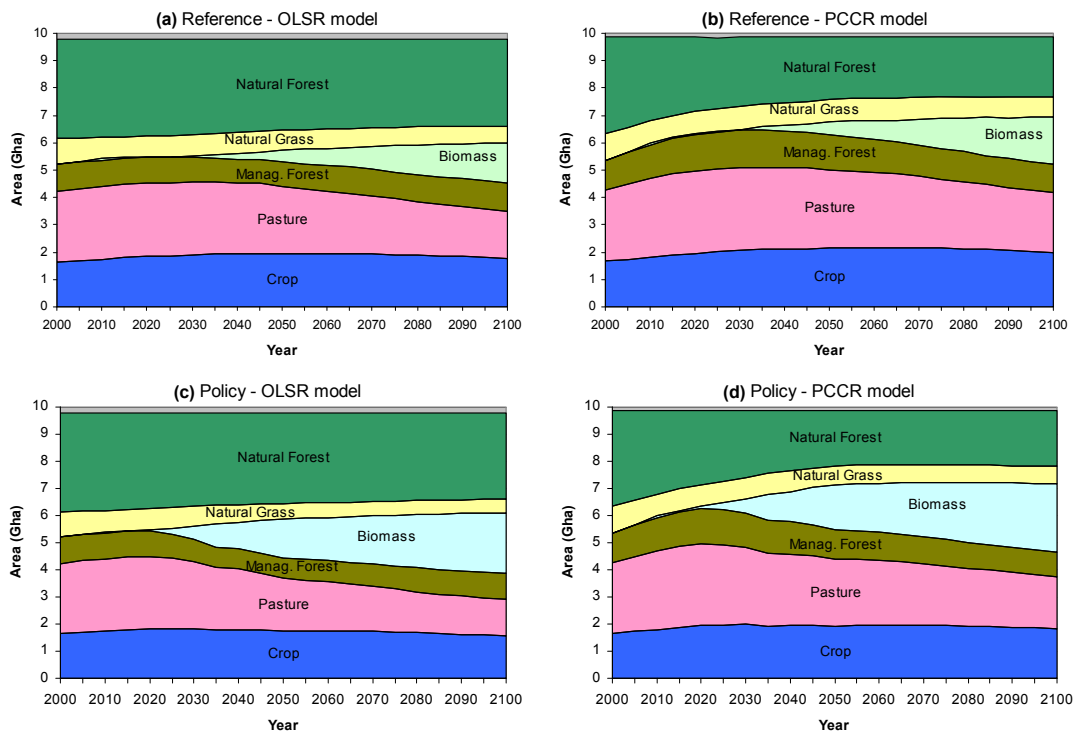 (a) Reference - OLSR model
10
9
8
7
6
5
4
3
2
1
0
Area (Gha)
Natural Forest
Natural Grass
Biomass
Manag. Forest
Pasture
Crop
2000 2010 2020 2030 2040 2050 2060 2070 2080 2090 2100
Year
(b) Reference - PCCR model
10
9
8
7
6
5
4
3
2
1
0
Area (Gha)
Natural Forest
Natural Grass
Biomass
Manag. Forest
Pasture
Crop
2000 2010 2020 2030 2040 2050 2060 2070 2080 2090 2100
Year
(c) Policy - OLSR model
10
9
8
7
6
5
4
3
2
1
0
Area (Gha)
Natural Forest
Natural Grass
Biomass
Manag. Forest
Pasture
Crop
2000 2010 2020 2030 2040 2050 2060 2070 2080 2090 2100
Year
(d) Policy - PCCR model
10
9
8
7
6
5
4
3
2
1
0
Area (Gha)
Natural Forest
Natural Grass
Biomass
Manag. Forest
Pasture
Crop
2000 2010 2020 2030 2040 2050 2060 2070 2080 2090 2100
Year